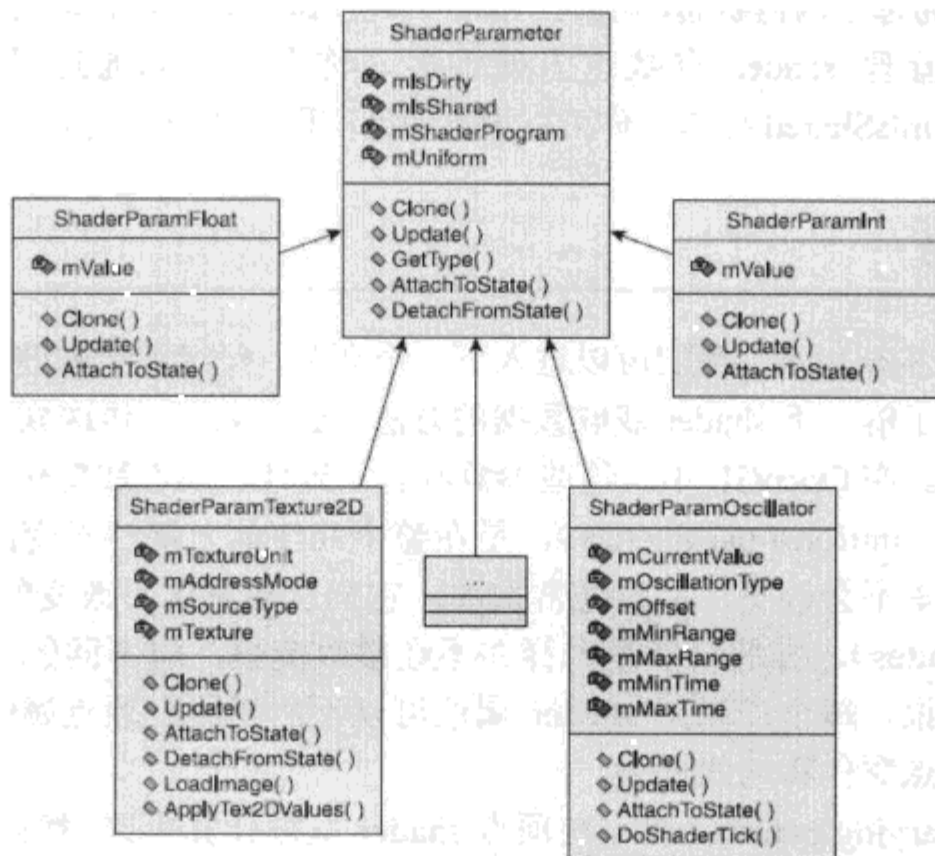 ShaderParameter
mIsDirty
mIsShared
mShaderProgram
mUniform
Clone( )
Update( )
GetType( )
AttachToState( )
DetachFromState( )
ShaderParamFloat
mValue
Clone( )
Update( )
AttachToState( )
ShaderParamInt
mValue
Clone( )
Update( )
AttachToState( )
ShaderParamTexture2D
mTextureUnit
mAddressMode
mSourceType
mTexture
Clone( )
Update( )
AttachToState( )
DetachFromState( )
LoadImage( )
ApplyTex2DValues( )
...
ShaderParamOscillator
mCurrentValue
mOscillationType
mOffset
mMinRange
mMaxRange
mMinTime
mMaxTime
Clone( )
Update( )
AttachToState( )
DoShaderTick( )